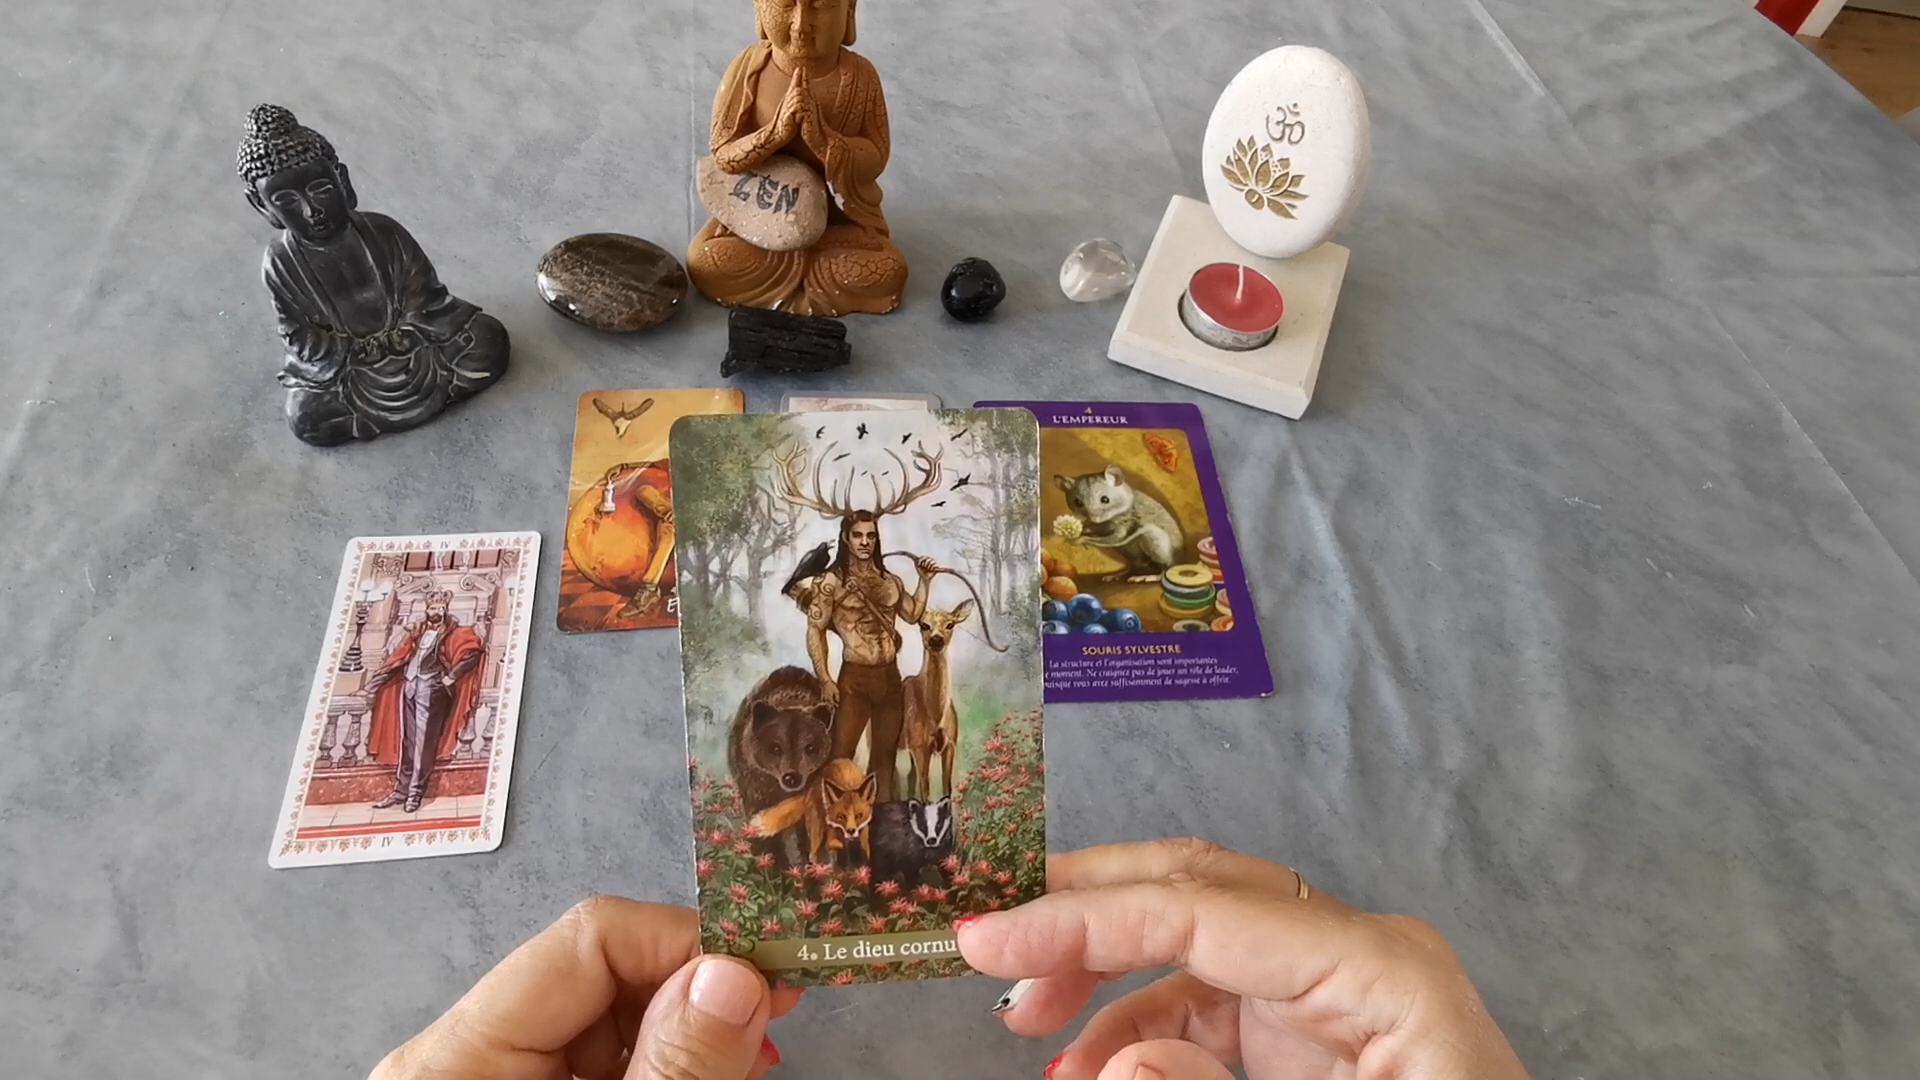 ZEN
ॐ
4
L'EMPEREUR
IV
SOURIS SYLVESTRE
La structure et l'organisation sont importantes
moment. Ne craignez pas de jouer un rôle de leader,
puisque vous avez suffisamment de sagesse à offrir.
IV
4. Le dieu cornu